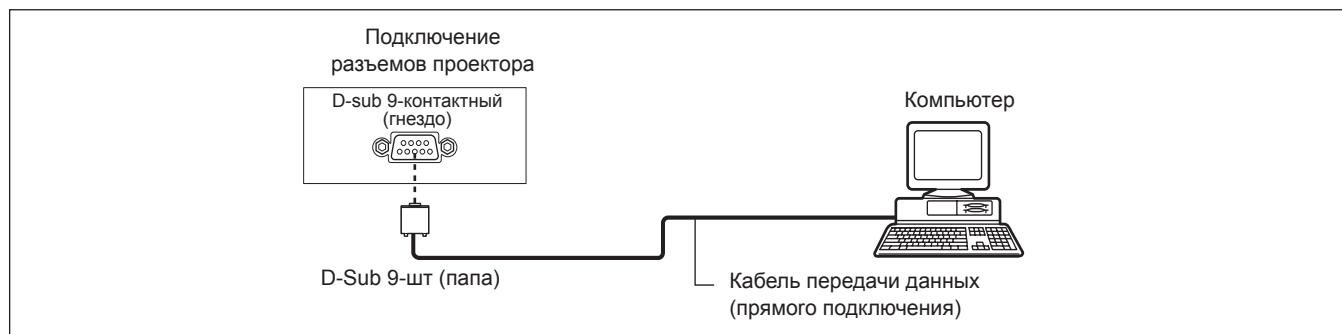 Подключение
разъемов проектора
D-sub 9-контактный
(гнездо)
Компьютер
D-Sub 9-шт (папа)
Кабель передачи данных
(прямого подключения)